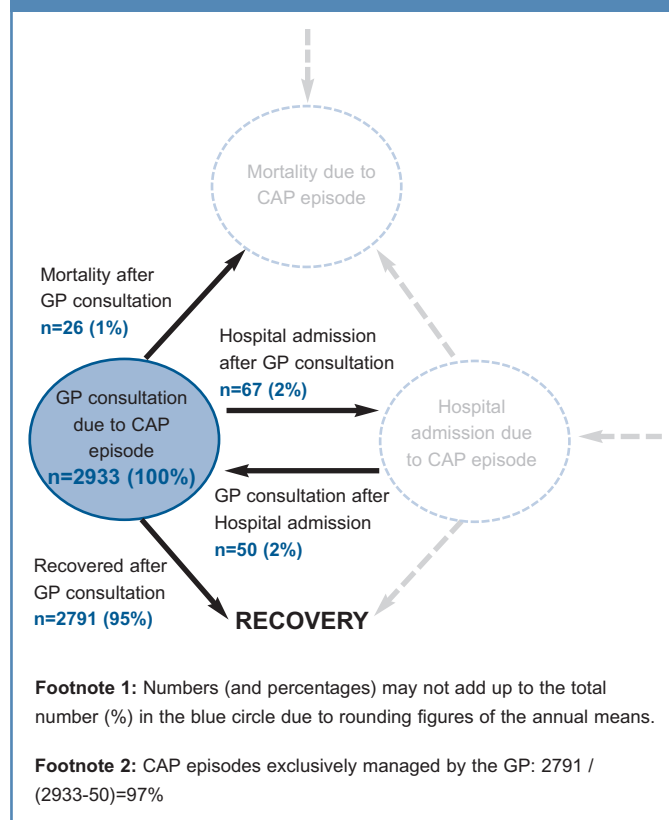 Mortality due to
CAP episode
Mortality after
GP consultation
n=26 (1%)
Hospital admission
after GP consultation
n=67 (2%)
GP consultation
due to CAP
episode
n=2933 (100%)
Hospital
admission due
to CAP episode
GP consultation after
Hospital admission
n=50 (2%)
Recovered after
GP consultation
n=2791 (95%)
RECOVERY
Footnote 1: Numbers (and percentages) may not add up to the total
number (%) in the blue circle due to rounding figures of the annual means.
Footnote 2: CAP episodes exclusively managed by the GP: 2791 /
(2933-50)=97%